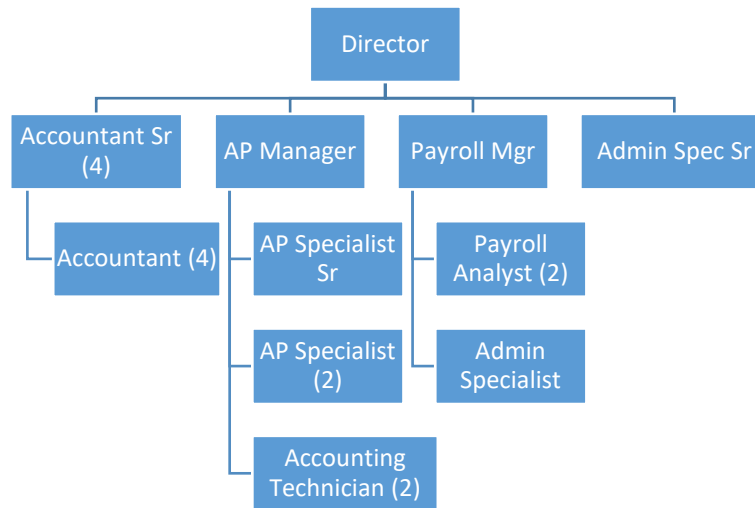 Director
Accountant Sr
(4)
AP Manager
Payroll Mgr
Admin Spec Sr
Accountant (4)
AP Specialist
Sr
Payroll
Analyst (2)
AP Specialist
(2)
Admin
Specialist
Accounting
Technician (2)